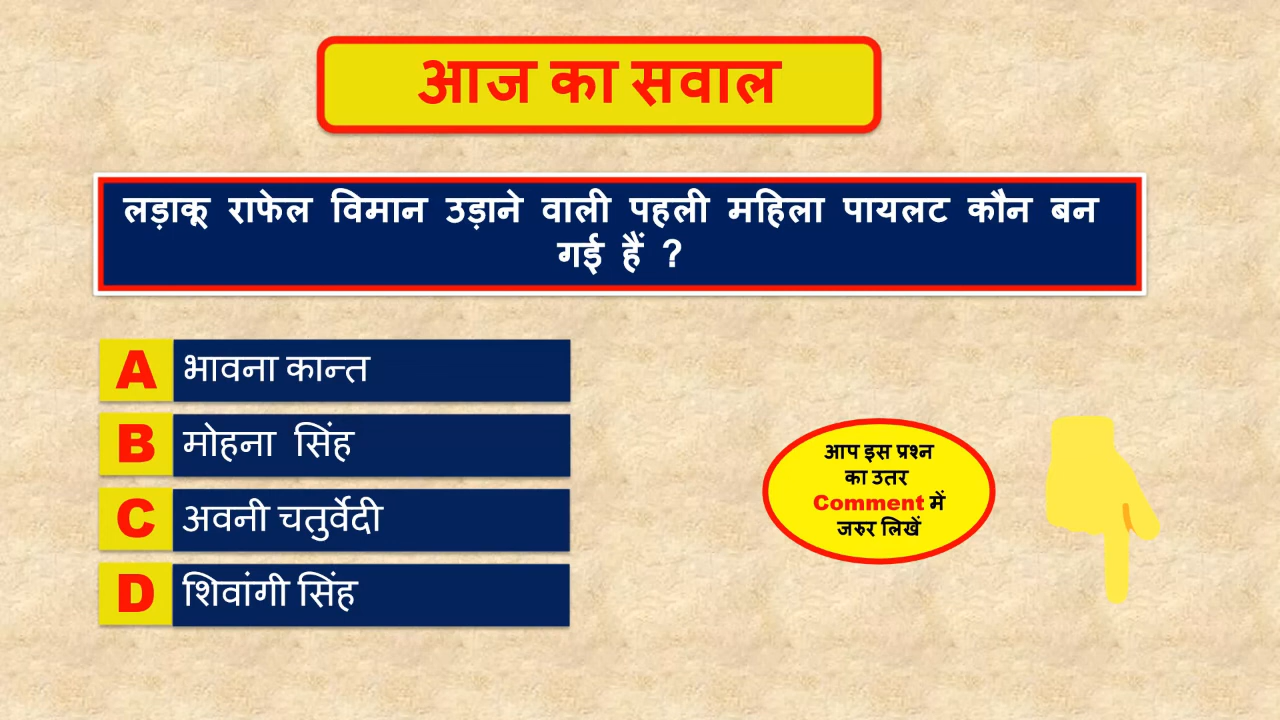 आज का सवाल
लड़ाकू राफेल विमान उड़ाने वाली पहली महिला पायलट कौन बन
गई हैं ?
A भावना कान्त
B मोहना सिंह
C अवनी चतुर्वेदी
D शिवांगी सिंह
आप इस प्रश्न
का उतर
Comment में
जरुर लिखें